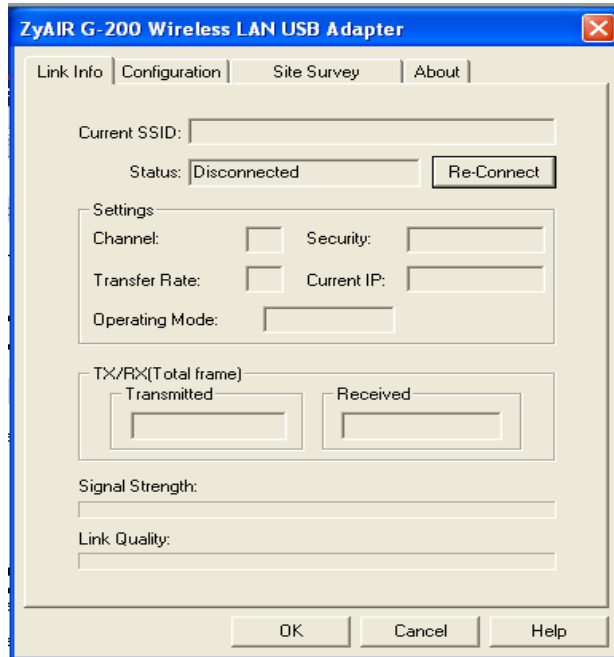 ZyAIR G-200 Wireless LAN USB Adapter
Link Info Configuration Site Survey About
Current SSID:
Status: Disconnected Re-Connect
Settings
Channel: Security:
Transfer Rate: Current IP:
Operating Mode:
TX/RX(Total frame)
Transmitted Received
Signal Strength:
Link Quality:
OK Cancel Help